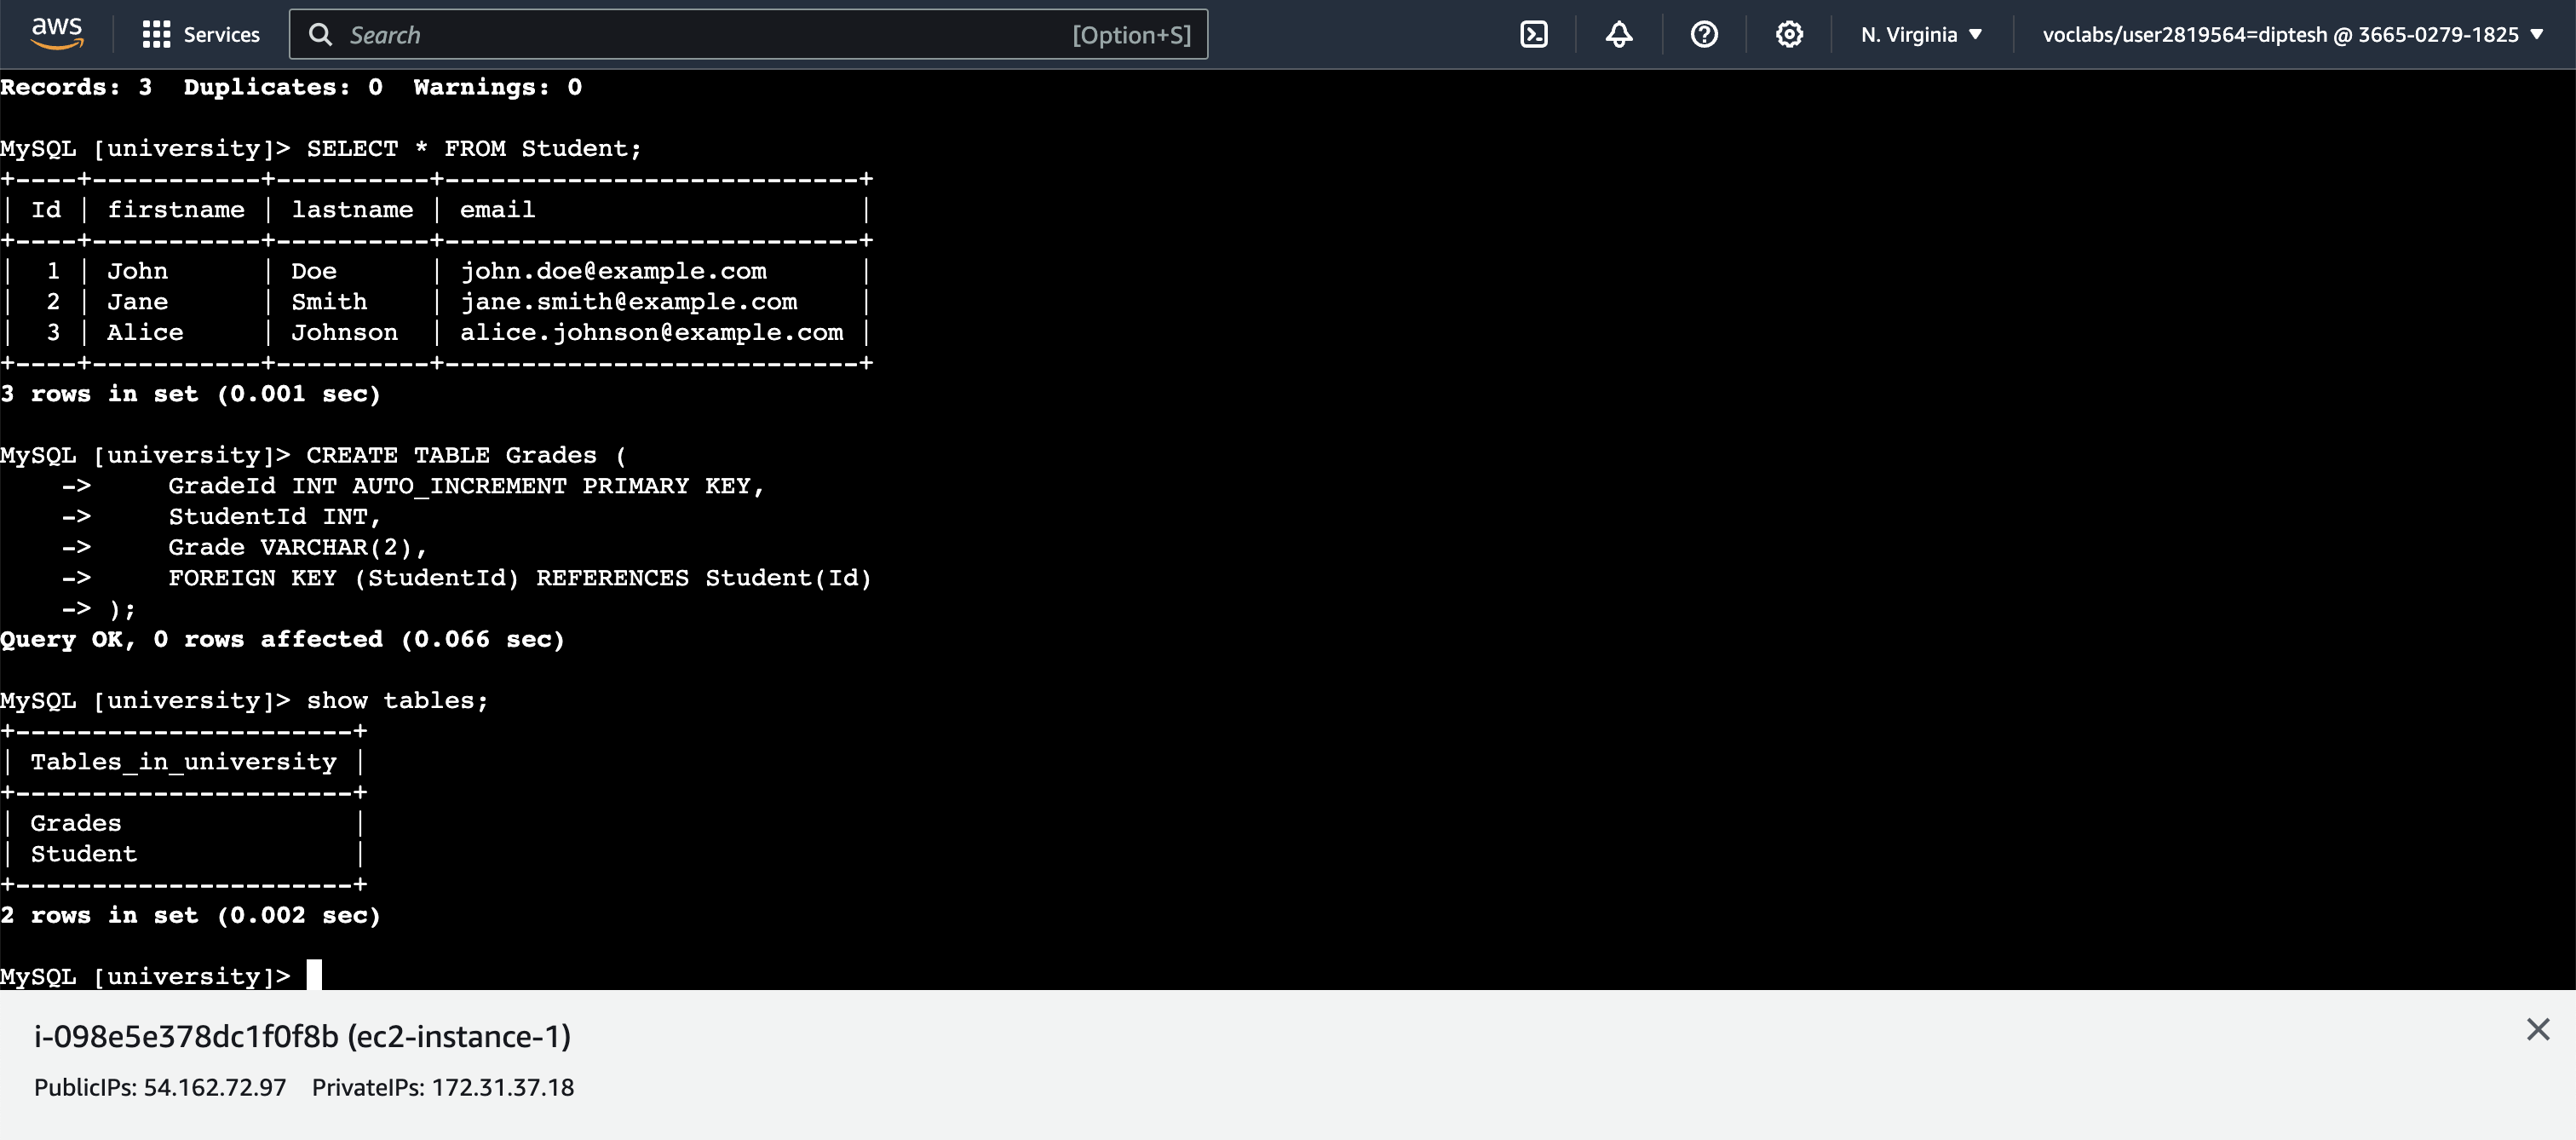 aws Services Search [Option+S] N. Virginia voclabs/user2819564=diptesh @ 3665-0279-1825
Records: 3  Duplicates: 0  Warnings: 0

MySQL [university]> SELECT * FROM Student;
+----+-----------+----------+---------------------------+
| Id | firstname | lastname | email                     |
+----+-----------+----------+---------------------------+
|  1 | John      | Doe      | john.doe@example.com      |
|  2 | Jane      | Smith    | jane.smith@example.com    |
|  3 | Alice     | Johnson  | alice.johnson@example.com |
+----+-----------+----------+---------------------------+
3 rows in set (0.001 sec)

MySQL [university]> CREATE TABLE Grades (
    ->     GradeId INT AUTO_INCREMENT PRIMARY KEY,
    ->     StudentId INT,
    ->     Grade VARCHAR(2),
    ->     FOREIGN KEY (StudentId) REFERENCES Student(Id)
    -> );
Query OK, 0 rows affected (0.066 sec)

MySQL [university]> show tables;
+----------------------+
| Tables_in_university |
+----------------------+
| Grades               |
| Student              |
+----------------------+
2 rows in set (0.002 sec)

MySQL [university]>
i-098e5e378dc1f0f8b (ec2-instance-1)
PublicIPs: 54.162.72.97 PrivateIPs: 172.31.37.18